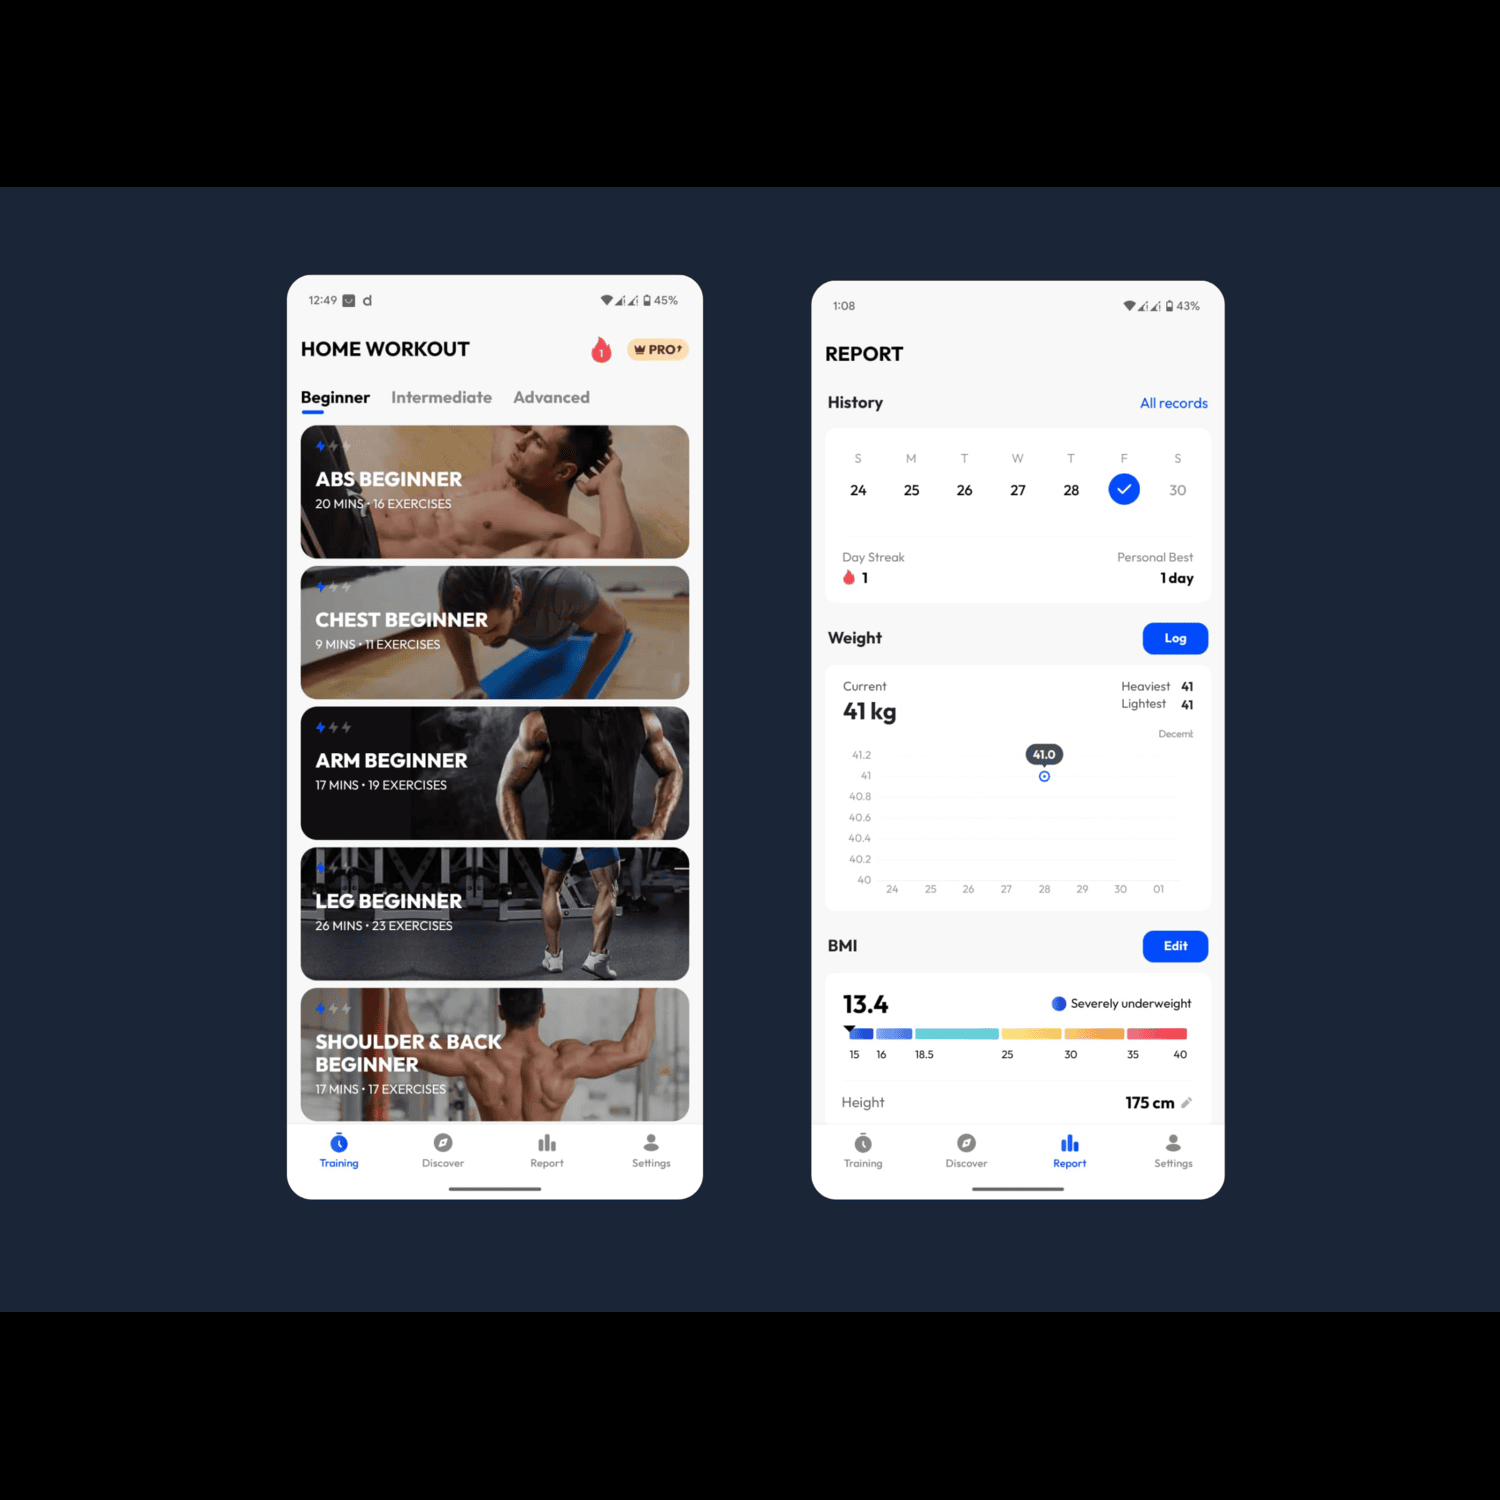 12:49 d 45%
HOME WORKOUT 1 PRO
Beginner Intermediate Advanced
ABS BEGINNER
20 MINS • 16 EXERCISES
CHEST BEGINNER
9 MINS • 11 EXERCISES
ARM BEGINNER
17 MINS • 19 EXERCISES
LEG BEGINNER
26 MINS • 23 EXERCISES
SHOULDER & BACK
BEGINNER
17 MINS • 17 EXERCISES
Training Discover Report Settings
1:08 43%
REPORT
History All records
S M T W T F S
24 25 26 27 28 30
Day Streak Personal Best
1 1 day
Weight Log
Current Heaviest 41
41 kg Lightest 41
Decemb
41.2 41.0
41
40.8
40.6
40.4
40.2
40
24 25 26 27 28 29 30 01
BMI Edit
13.4 Severely underweight
15 16 18.5 25 30 35 40
Height 175 cm
Training Discover Report Settings